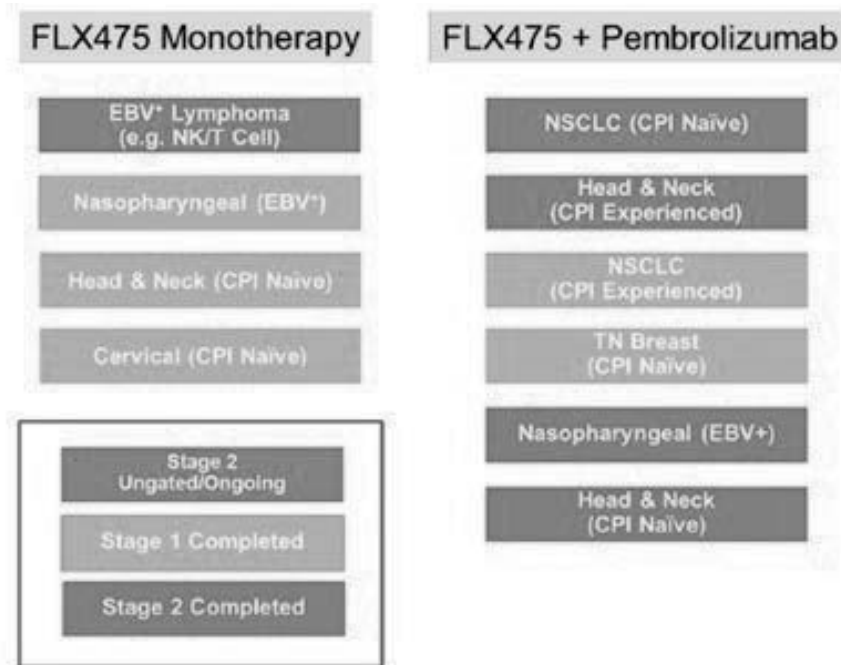 FLX475 Monotherapy
EBV⁺ Lymphoma
(e.g. NK/T Cell)
Nasopharyngeal (EBV⁺)
Head & Neck (CPI Naïve)
Cervical (CPI Naïve)
Stage 2
Ungated/Ongoing
Stage 1 Completed
Stage 2 Completed
FLX475 + Pembrolizumab
NSCLC (CPI Naïve)
Head & Neck
(CPI Experienced)
NSCLC
(CPI Experienced)
TN Breast
(CPI Naïve)
Nasopharyngeal (EBV+)
Head & Neck
(CPI Naïve)